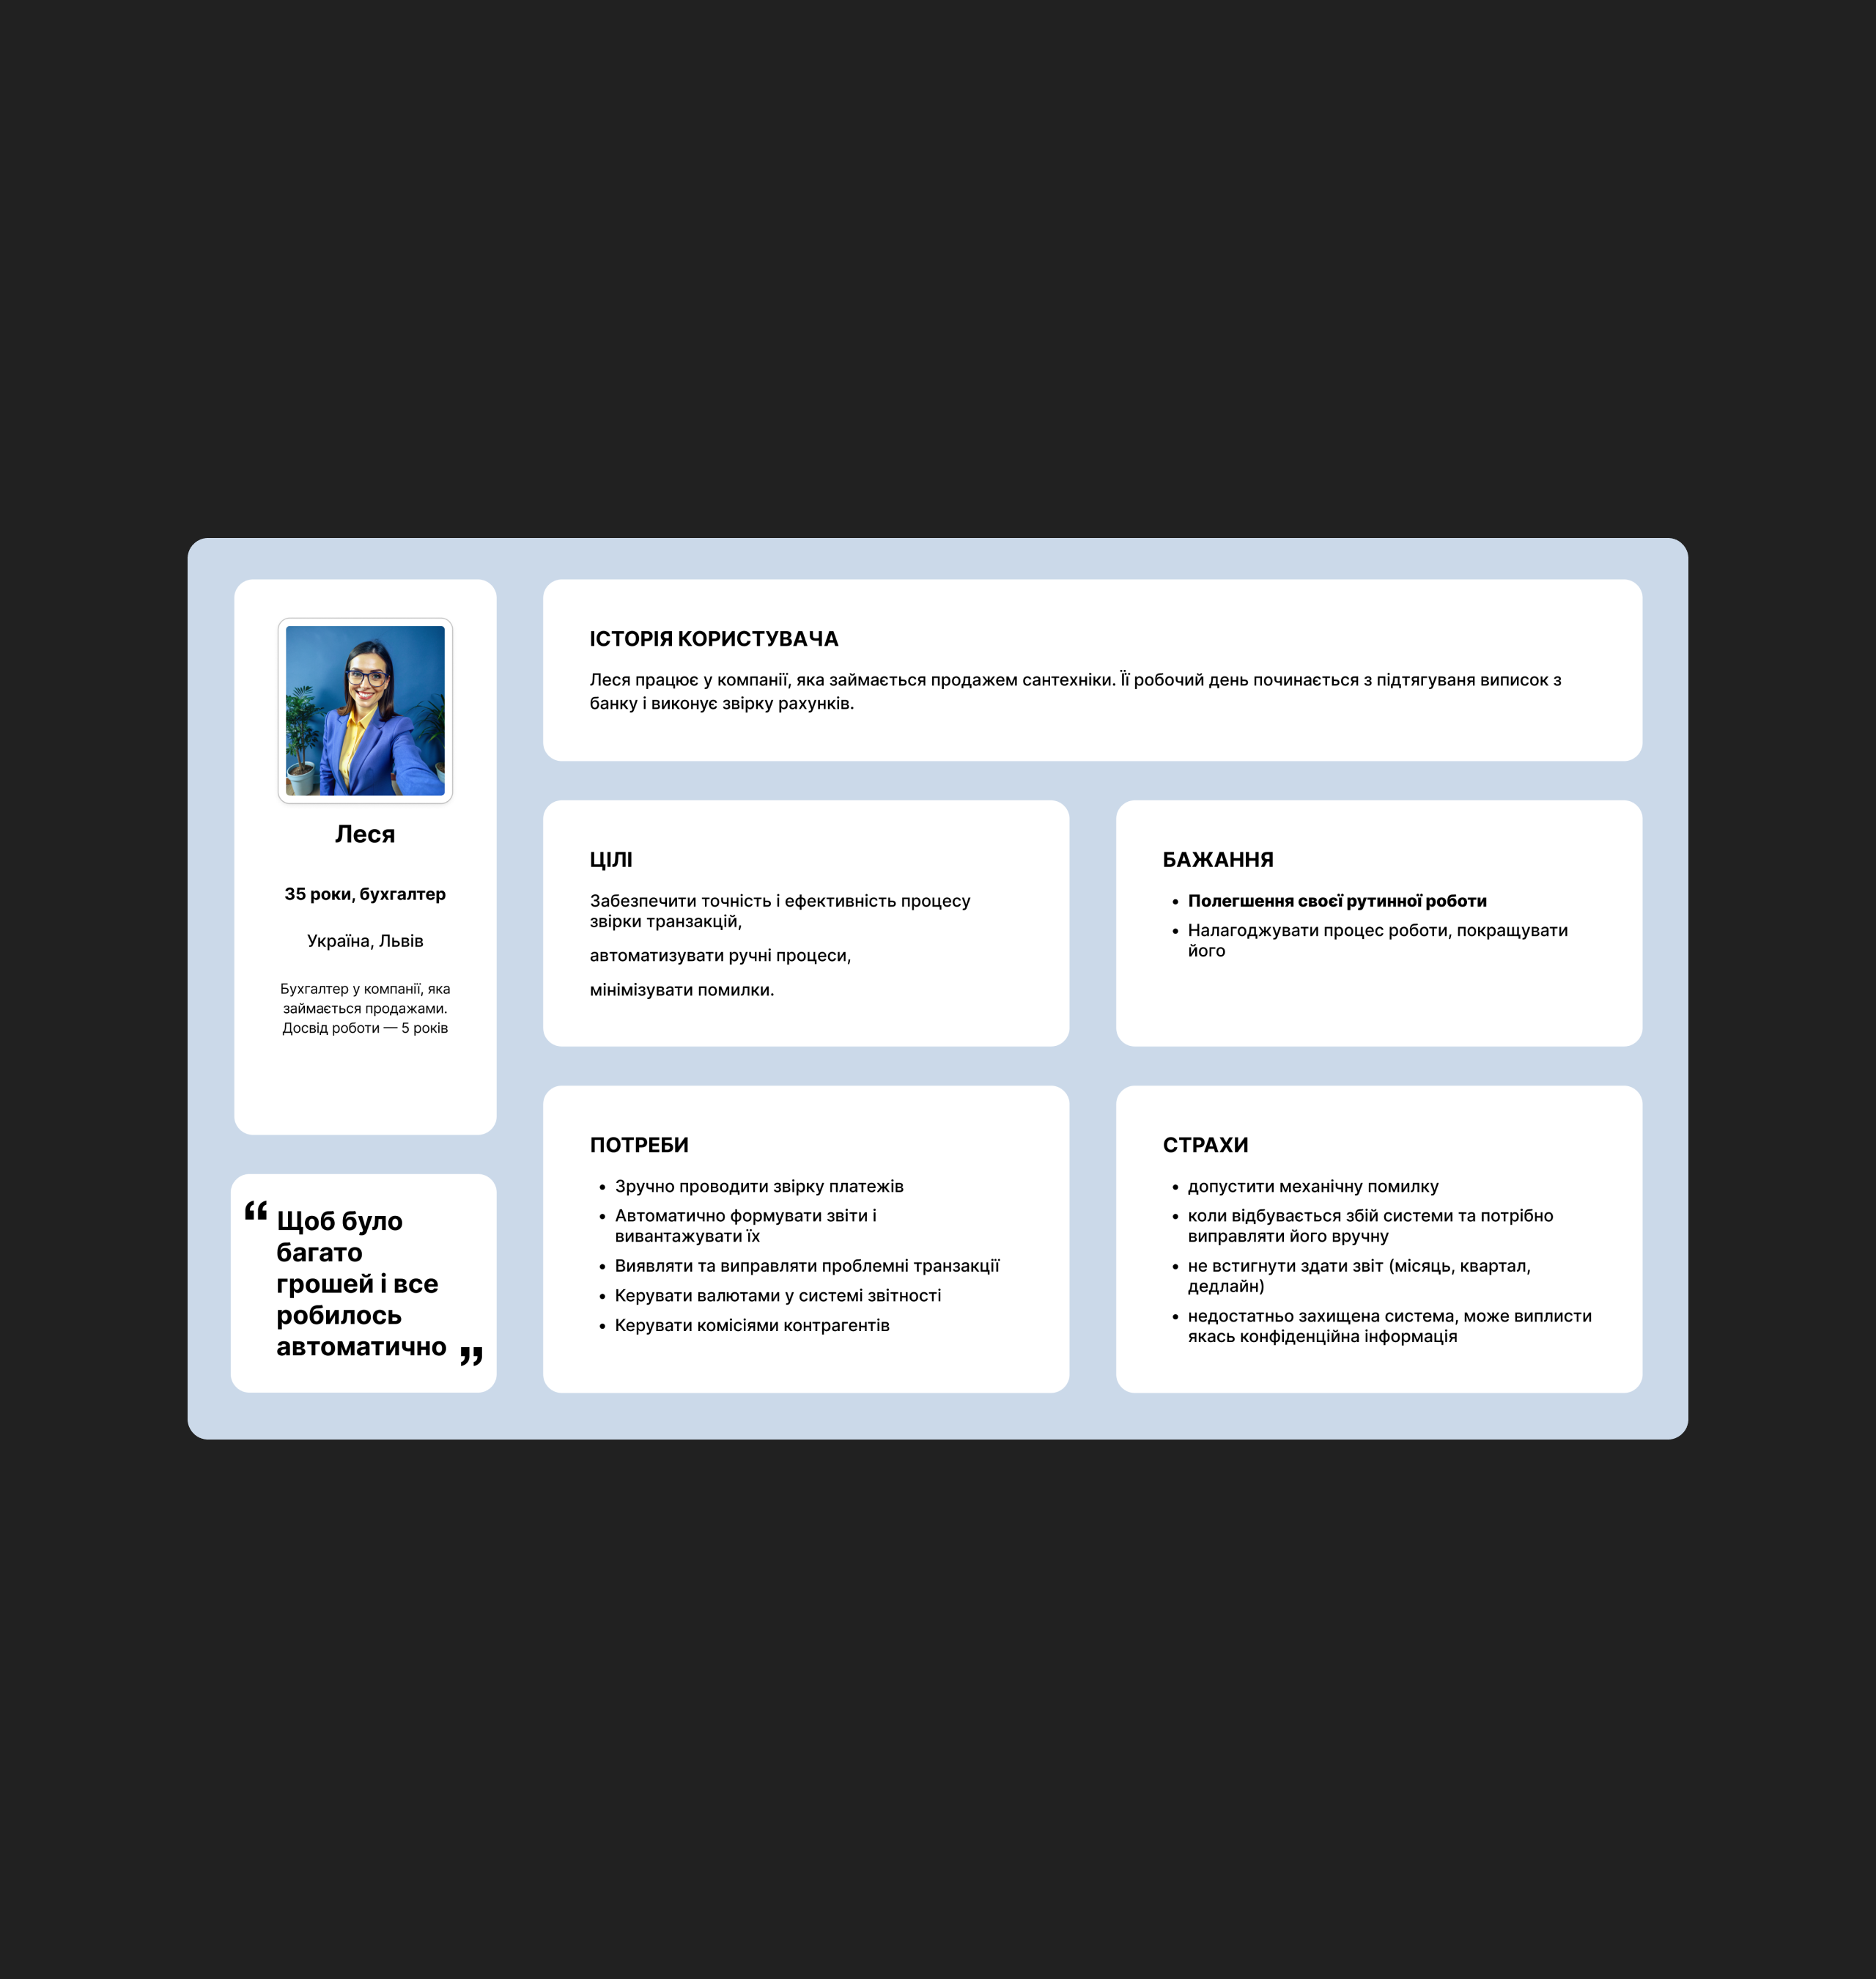 Леся
35 роки, бухгалтер
Україна, Львів
Бухгалтер у компанії, яка
займається продажами.
Досвід роботи — 5 років
“ Щоб було
багато
грошей і все
робилось
автоматично ”
ІСТОРІЯ КОРИСТУВАЧА
Леся працює у компанії, яка займається продажем сантехніки. Її робочий день починається з підтягуваня виписок з
банку і виконує звірку рахунків.
ЦІЛІ
Забезпечити точність і ефективність процесу
звірки транзакцій,
автоматизувати ручні процеси,
мінімізувати помилки.
БАЖАННЯ
• Полегшення своєї рутинної роботи
• Налагоджувати процес роботи, покращувати
його
ПОТРЕБИ
• Зручно проводити звірку платежів
• Автоматично формувати звіти і
вивантажувати їх
• Виявляти та виправляти проблемні транзакції
• Керувати валютами у системі звітності
• Керувати комісіями контрагентів
СТРАХИ
• допустити механічну помилку
• коли відбувається збій системи та потрібно
виправляти його вручну
• не встигнути здати звіт (місяць, квартал,
дедлайн)
• недостатньо захищена система, може виплисти
якась конфіденційна інформація